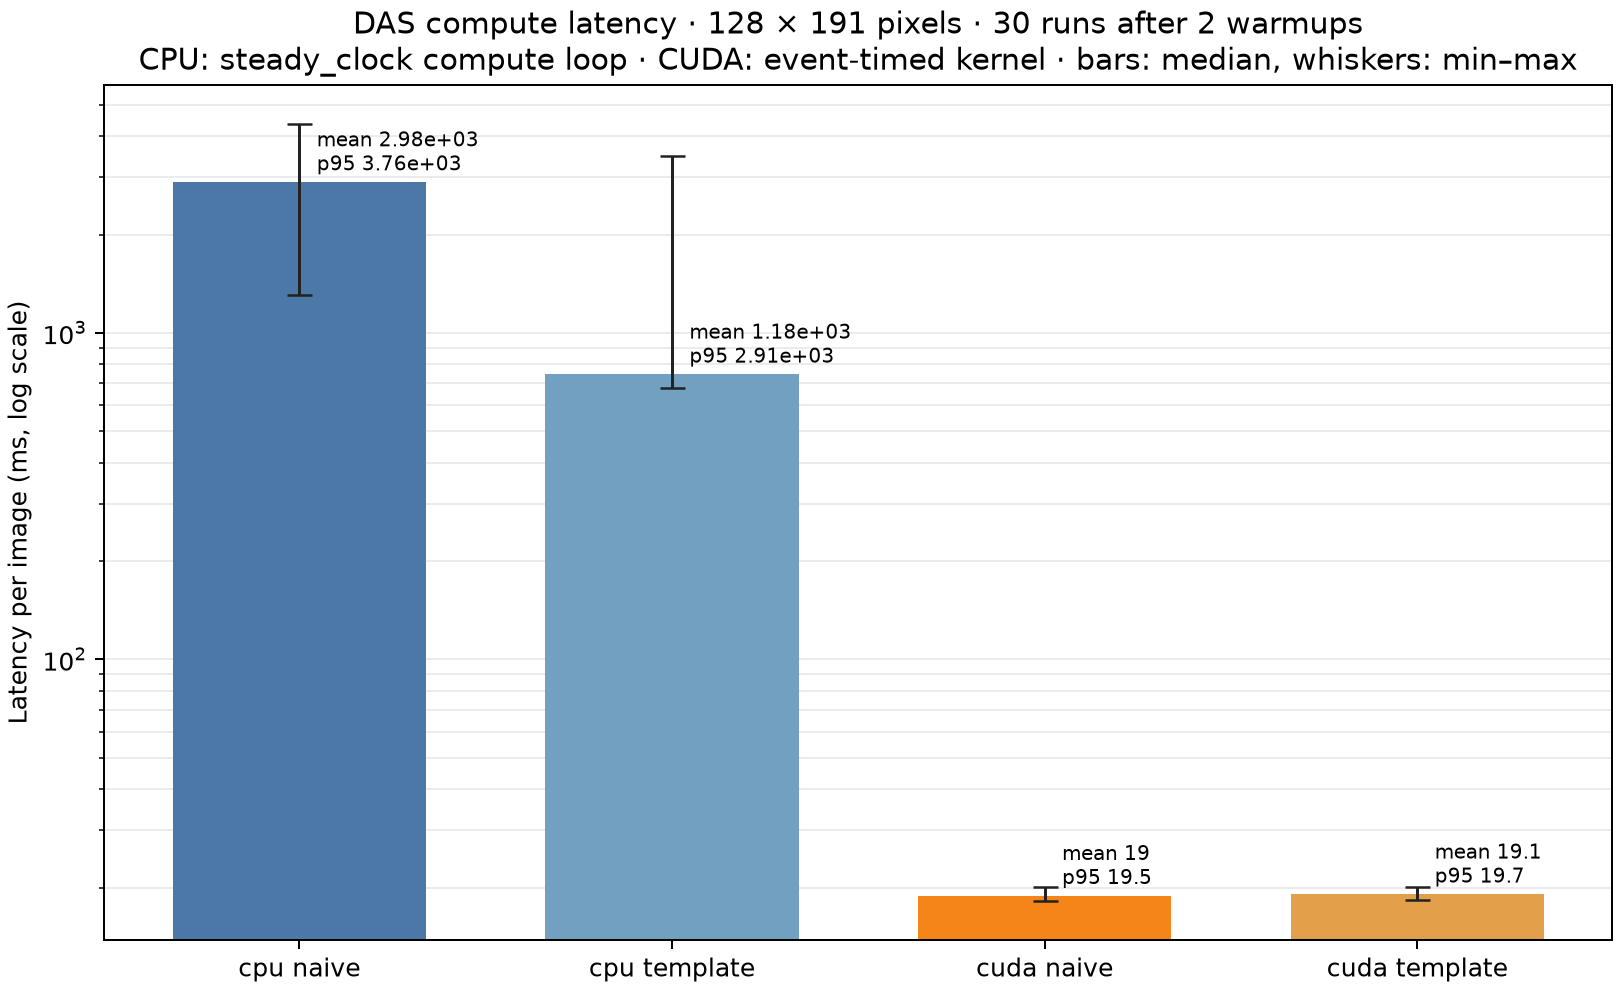 DAS compute latency · 128 × 191 pixels · 30 runs after 2 warmups
CPU: steady_clock compute loop · CUDA: event-timed kernel · bars: median, whiskers: min–max
Latency per image (ms, log scale)
10³
10²
mean 2.98e+03
p95 3.76e+03
mean 1.18e+03
p95 2.91e+03
mean 19
p95 19.5
mean 19.1
p95 19.7
cpu naive
cpu template
cuda naive
cuda template